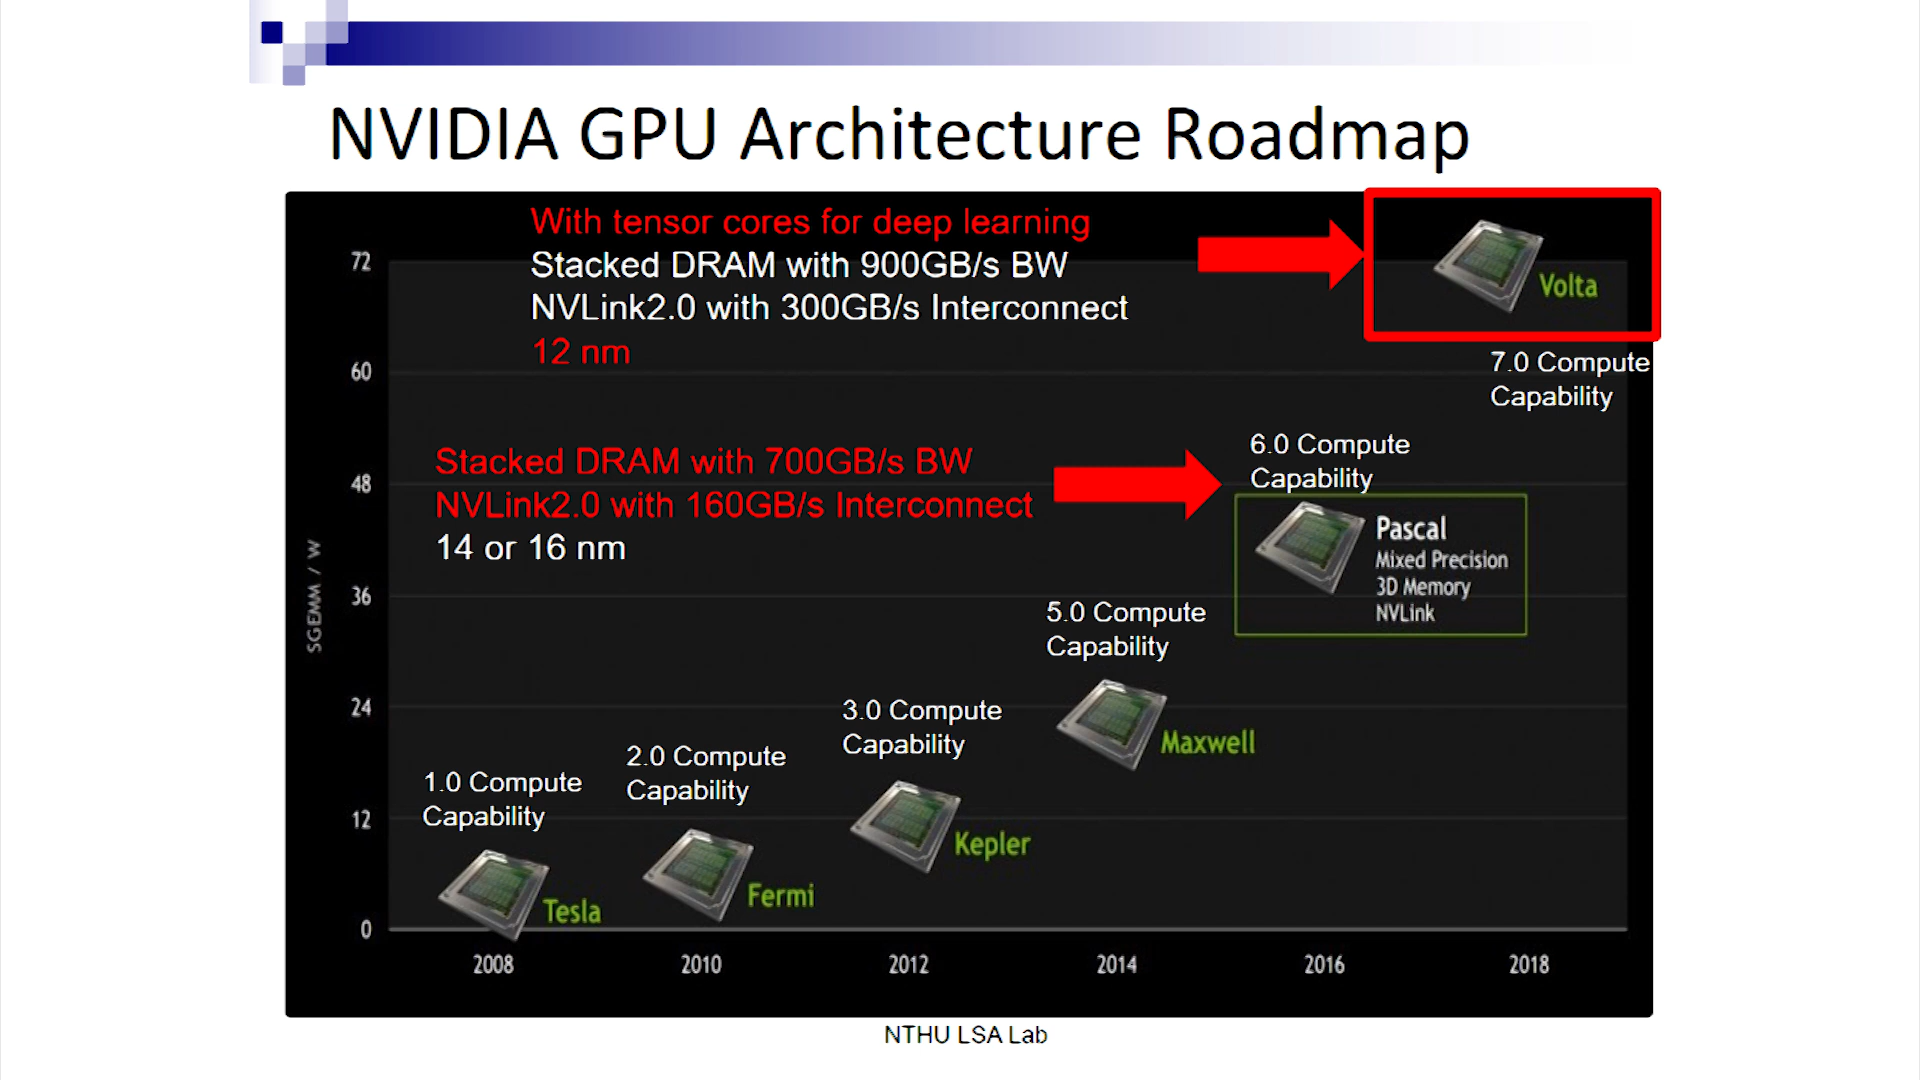 NVIDIA GPU Architecture Roadmap
With tensor cores for deep learning
Stacked DRAM with 900GB/s BW
NVLink2.0 with 300GB/s Interconnect
12 nm
Volta
7.0 Compute
Capability
Stacked DRAM with 700GB/s BW
NVLink2.0 with 160GB/s Interconnect
14 or 16 nm
6.0 Compute
Capability
Pascal
Mixed Precision
3D Memory
NVLink
5.0 Compute
Capability
Maxwell
3.0 Compute
Capability
Kepler
2.0 Compute
Capability
Fermi
1.0 Compute
Capability
Tesla
SGEMM / W
72
60
48
36
24
12
0
2008
2010
2012
2014
2016
2018
NTHU LSA Lab